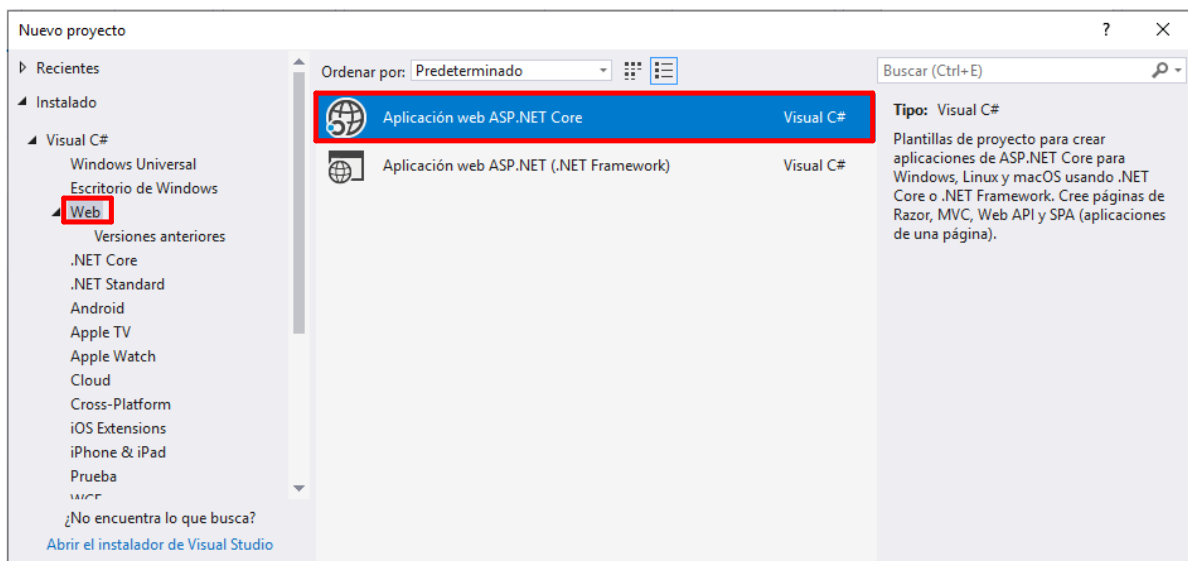 Nuevo proyecto
?
Recientes
Instalado
Visual C#
Windows Universal
Escritorio de Windows
Web
Versiones anteriores
.NET Core
.NET Standard
Android
Apple TV
Apple Watch
Cloud
Cross-Platform
iOS Extensions
iPhone & iPad
Prueba
WCF
¿No encuentra lo que busca?
Abrir el instalador de Visual Studio
Ordenar por: Predeterminado
Aplicación web ASP.NET Core Visual C#
Aplicación web ASP.NET (.NET Framework) Visual C#
Buscar (Ctrl+E)
Tipo: Visual C#
Plantillas de proyecto para crear
aplicaciones de ASP.NET Core para
Windows, Linux y macOS usando .NET
Core o .NET Framework. Cree páginas de
Razor, MVC, Web API y SPA (aplicaciones
de una página).